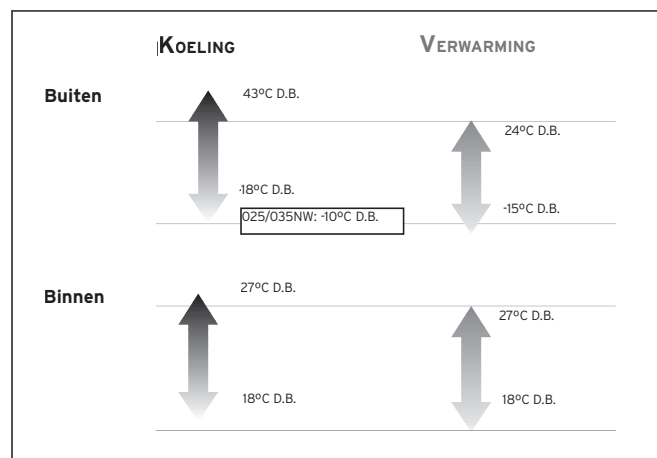 KOELING VERWARMING
Buiten 43ºC D.B.
24ºC D.B.
-18ºC D.B.
025/035NW: -10ºC D.B. -15ºC D.B.
Binnen 27ºC D.B.
27ºC D.B.
18ºC D.B. 18ºC D.B.